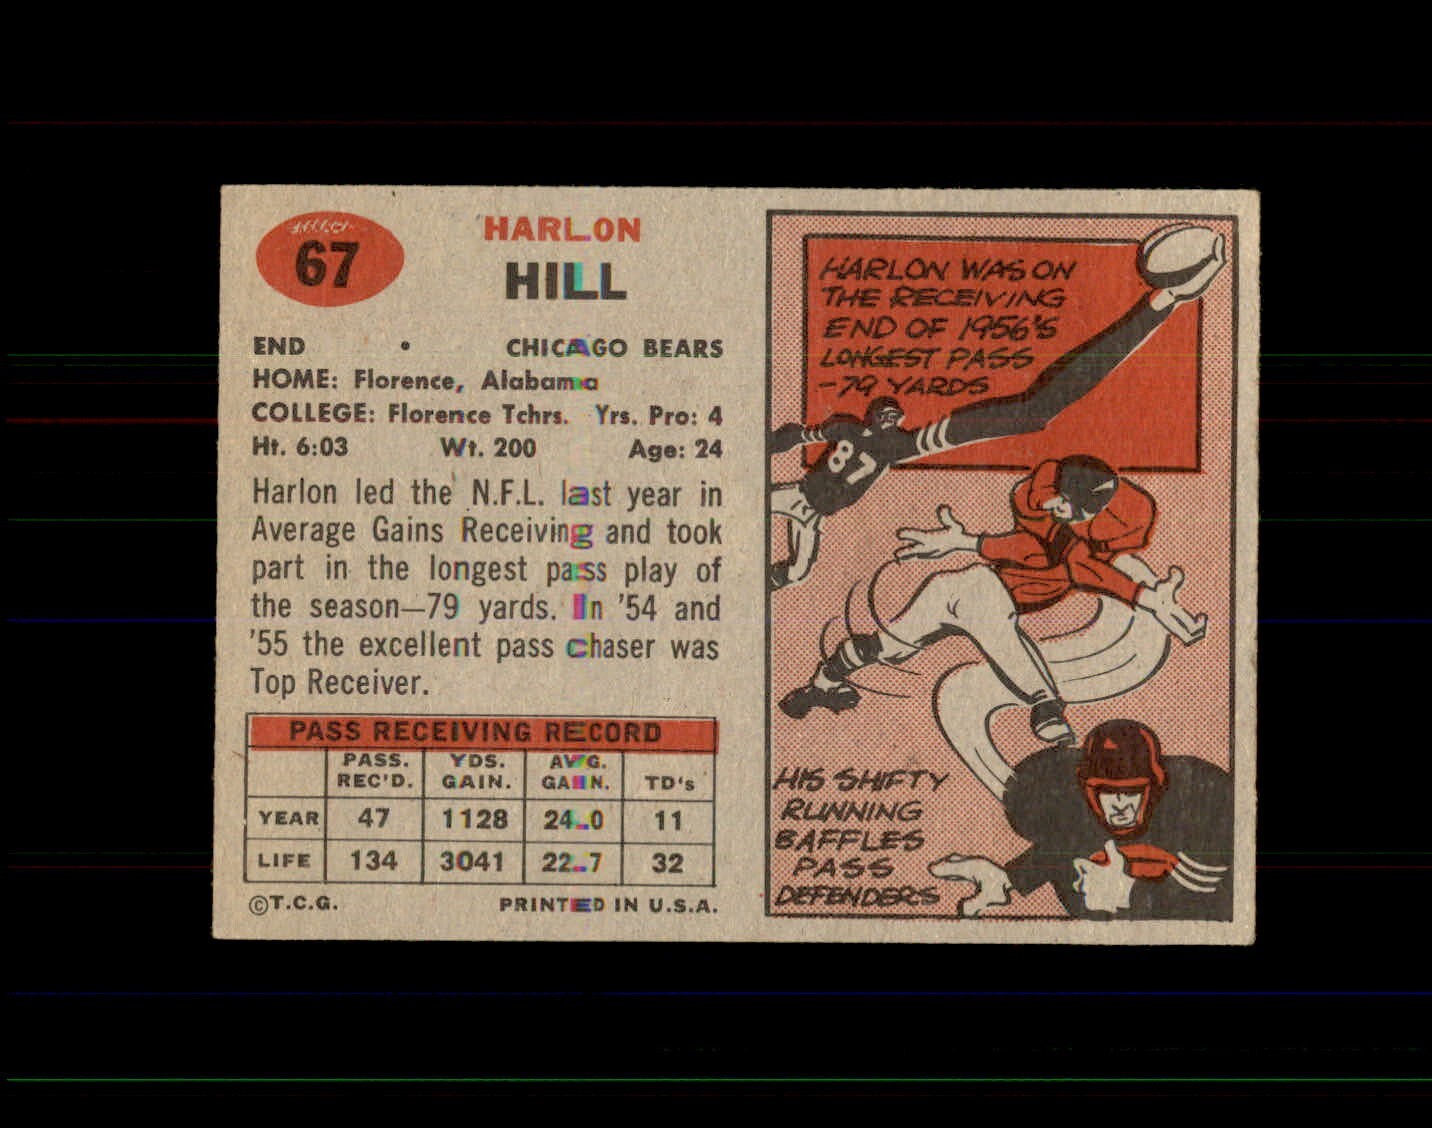 67
HARLON
HILL
END • CHICAGO BEARS
HOME: Florence, Alabama
COLLEGE: Florence Tchrs. Yrs. Pro: 4
Ht. 6:03 Wt. 200 Age: 24
Harlon led the N.F.L. last year in
Average Gains Receiving and took
part in the longest pass play of
the season—79 yards. In '54 and
'55 the excellent pass chaser was
Top Receiver.
PASS RECEIVING RECORD
PASS. REC'D. YDS. GAIN. AVG. GAIN. TD's
YEAR 47 1128 24.0 11
LIFE 134 3041 22.7 32
©T.C.G. PRINTED IN U.S.A.
HARLON WAS ON
THE RECEIVING
END OF 1956'S
LONGEST PASS
-79 YARDS
87
HIS SHIFTY
RUNNING
BAFFLES
PASS
DEFENDERS